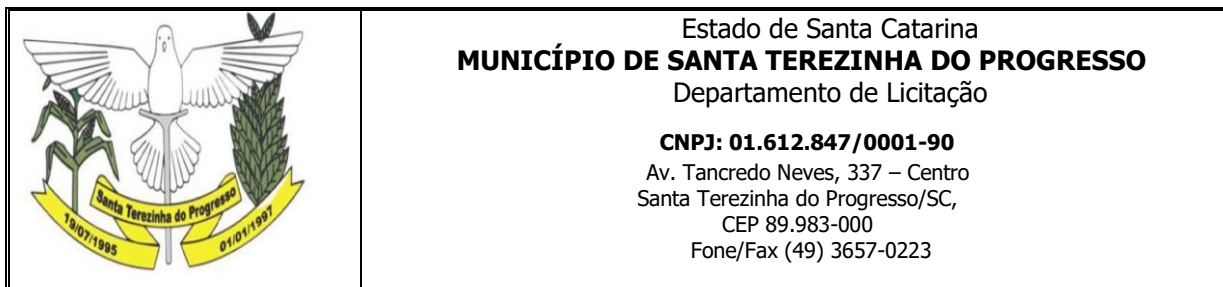 Santa Terezinha do Progresso
19/07/1995
01/01/1997
Estado de Santa Catarina
MUNICÍPIO DE SANTA TEREZINHA DO PROGRESSO
Departamento de Licitação
CNPJ: 01.612.847/0001-90
Av. Tancredo Neves, 337 – Centro
Santa Terezinha do Progresso/SC,
CEP 89.983-000
Fone/Fax (49) 3657-0223